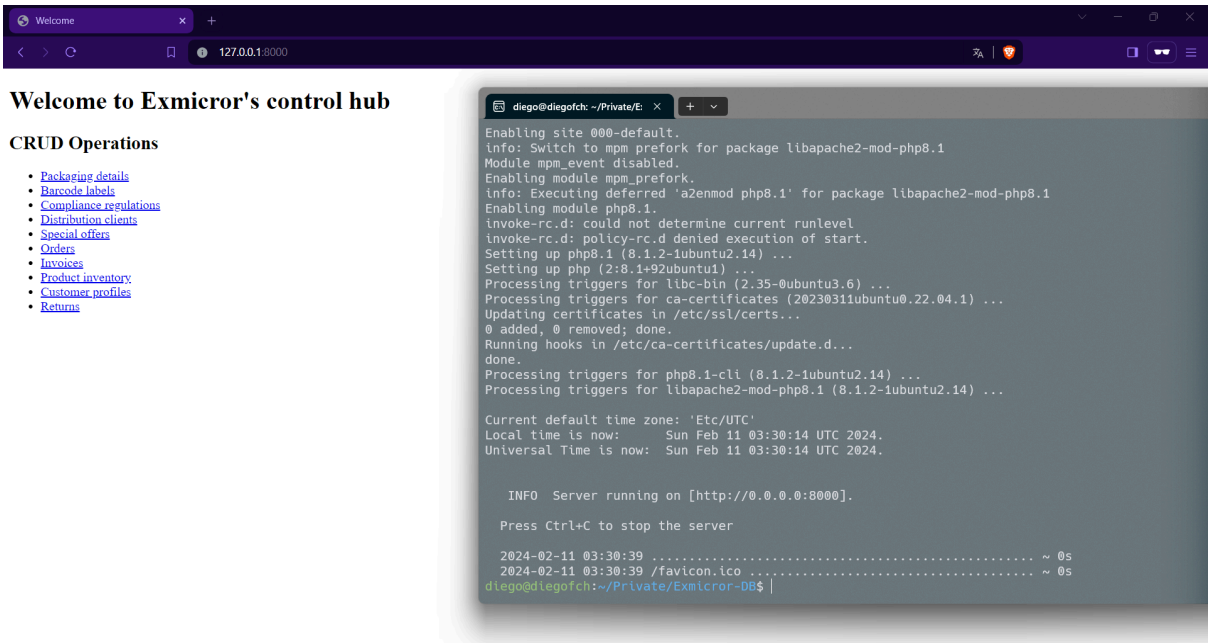 Welcome
127.0.0.1:8000
Welcome to Exmicror's control hub
CRUD Operations
Packaging details
Barcode labels
Compliance regulations
Distribution clients
Special offers
Orders
Invoices
Product inventory
Customer profiles
Returns
diego@diegofch: ~/Private/E:
Enabling site 000-default.
info: Switch to mpm prefork for package libapache2-mod-php8.1
Module mpm_event disabled.
Enabling module mpm_prefork.
info: Executing deferred 'a2enmod php8.1' for package libapache2-mod-php8.1
Enabling module php8.1.
invoke-rc.d: could not determine current runlevel
invoke-rc.d: policy-rc.d denied execution of start.
Setting up php8.1 (8.1.2-1ubuntu2.14) ...
Setting up php (2:8.1+92ubuntu1) ...
Processing triggers for libc-bin (2.35-0ubuntu3.6) ...
Processing triggers for ca-certificates (20230311ubuntu0.22.04.1) ...
Updating certificates in /etc/ssl/certs...
0 added, 0 removed; done.
Running hooks in /etc/ca-certificates/update.d...
done.
Processing triggers for php8.1-cli (8.1.2-1ubuntu2.14) ...
Processing triggers for libapache2-mod-php8.1 (8.1.2-1ubuntu2.14) ...
Current default time zone: 'Etc/UTC'
Local time is now:      Sun Feb 11 03:30:14 UTC 2024.
Universal Time is now:  Sun Feb 11 03:30:14 UTC 2024.
INFO  Server running on [http://0.0.0.0:8000].
Press Ctrl+C to stop the server
2024-02-11 03:30:39 ................................................... ~ 0s
2024-02-11 03:30:39 /favicon.ico ...................................... ~ 0s
diego@diegofch:~/Private/Exmicror-DB$